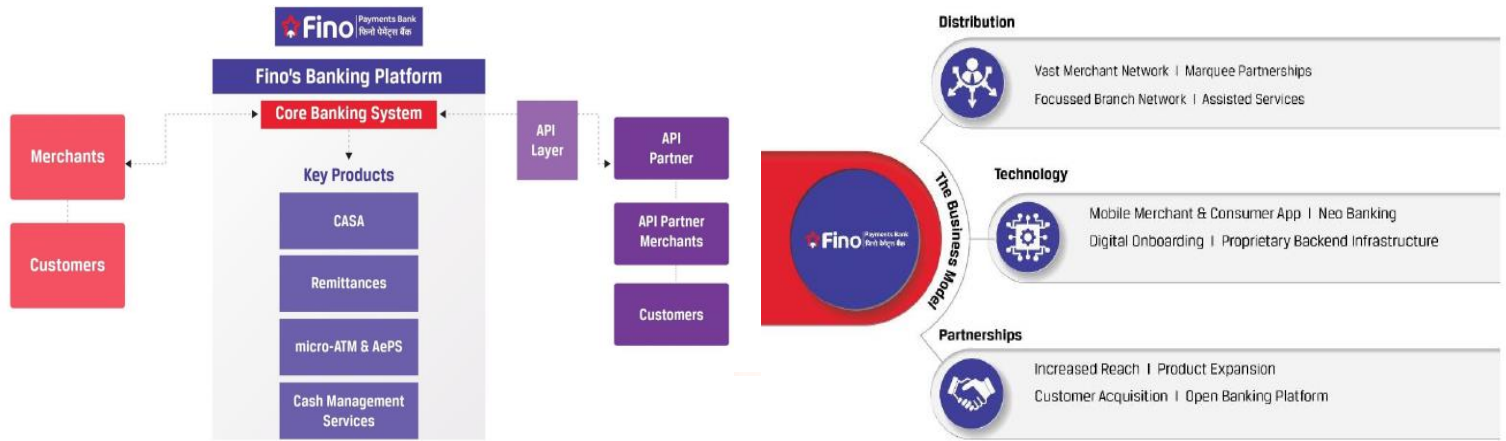 Fino Payments Bank
फिनो पेमेंट्स बैंक
Fino's Banking Platform
Core Banking System
Merchants
Customers
Key Products
CASA
Remittances
micro-ATM & AePS
Cash Management
Services
API
Layer
API
Partner
API Partner
Merchants
Customers
Fino Payments Bank
फिनो पेमेंट्स बैंक
The Business Model
Distribution
Vast Merchant Network | Marquee Partnerships
Focussed Branch Network | Assisted Services
Technology
Mobile Merchant & Consumer App | Neo Banking
Digital Onboarding | Proprietary Backend Infrastructure
Partnerships
Increased Reach | Product Expansion
Customer Acquisition | Open Banking Platform